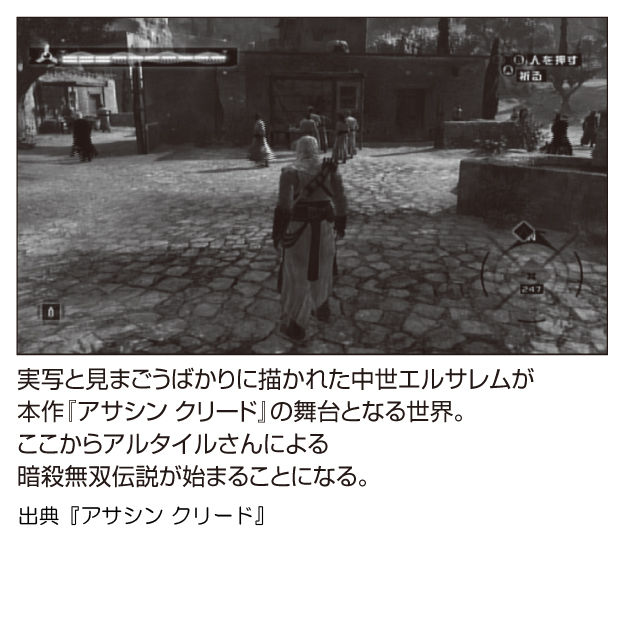 Ⓑ人を押す
Ⓐ祈る
N
247
実写と見まごうばかりに描かれた中世エルサレムが
本作『アサシン クリード』の舞台となる世界。
ここからアルタイルさんによる
暗殺無双伝説が始まることになる。
出典『アサシン クリード』